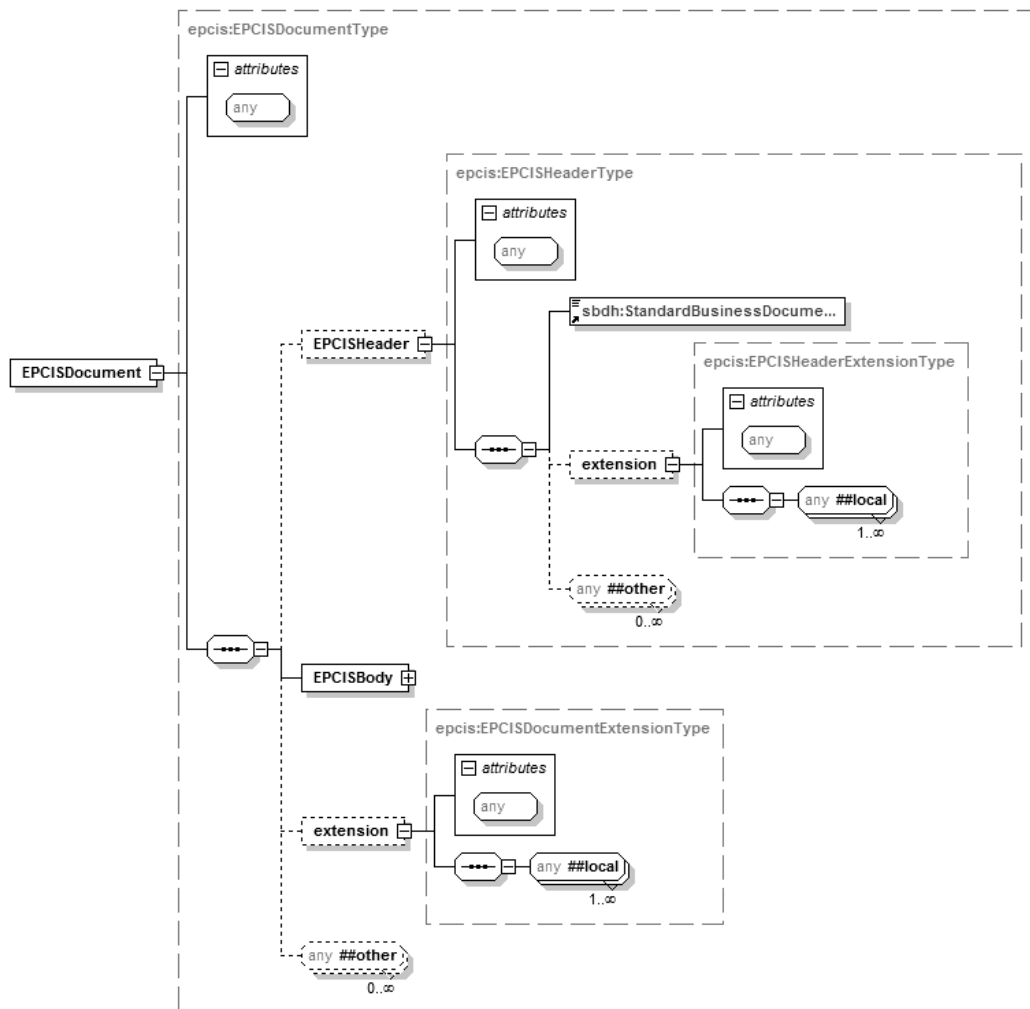 epcis:EPCISDocumentType
attributes
any
epcis:EPCISHeaderType
attributes
any
sbdh:StandardBusinessDocume...
EPCISHeader
epcis:EPCISHeaderExtensionType
EPCISDocument
attributes
any
extension
any ##local
1..∞
any ##other
0..∞
EPCISBody
epcis:EPCISDocumentExtensionType
attributes
any
extension
any ##local
1..∞
any ##other
0..∞